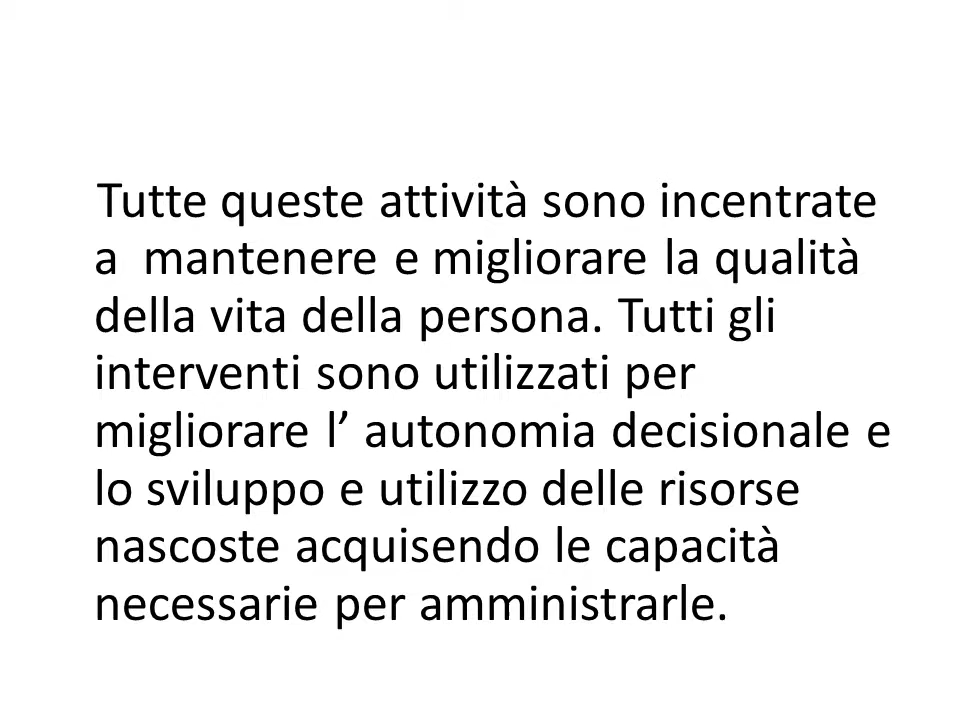 Tutte queste attività sono incentrate
a  mantenere e migliorare la qualità
della vita della persona. Tutti gli
interventi sono utilizzati per
migliorare l’ autonomia decisionale e
lo sviluppo e utilizzo delle risorse
nascoste acquisendo le capacità
necessarie per amministrarle.